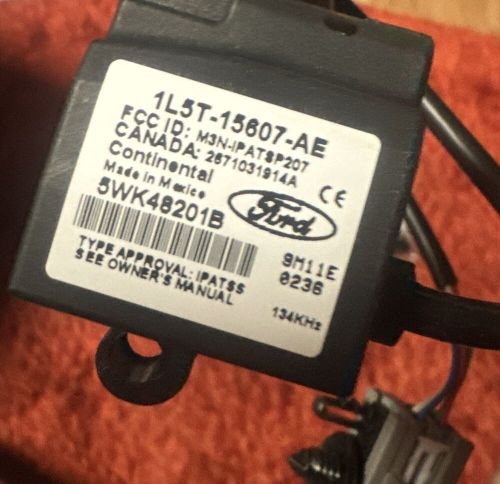 1L5T-15607-AE
FCC ID: M3N-IPATSP207
CANADA: 2671031914A
Continental
Made in Mexico
CE
5WK48201B
Ford
9M11E
0236
TYPE APPROVAL: IPATSS
SEE OWNER'S MANUAL
134KHz